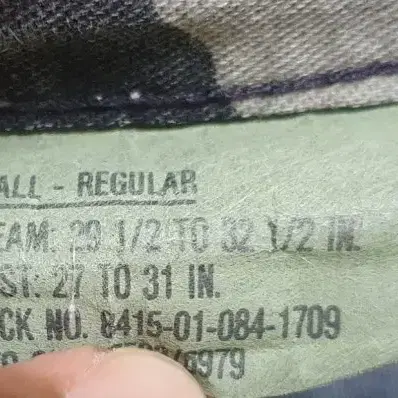 ALL - REGULAR
EAM: 29 1/2 TO 32 1/2 IN.
ST: 27 TO 31 IN.
CK NO. 8415-01-084-1709